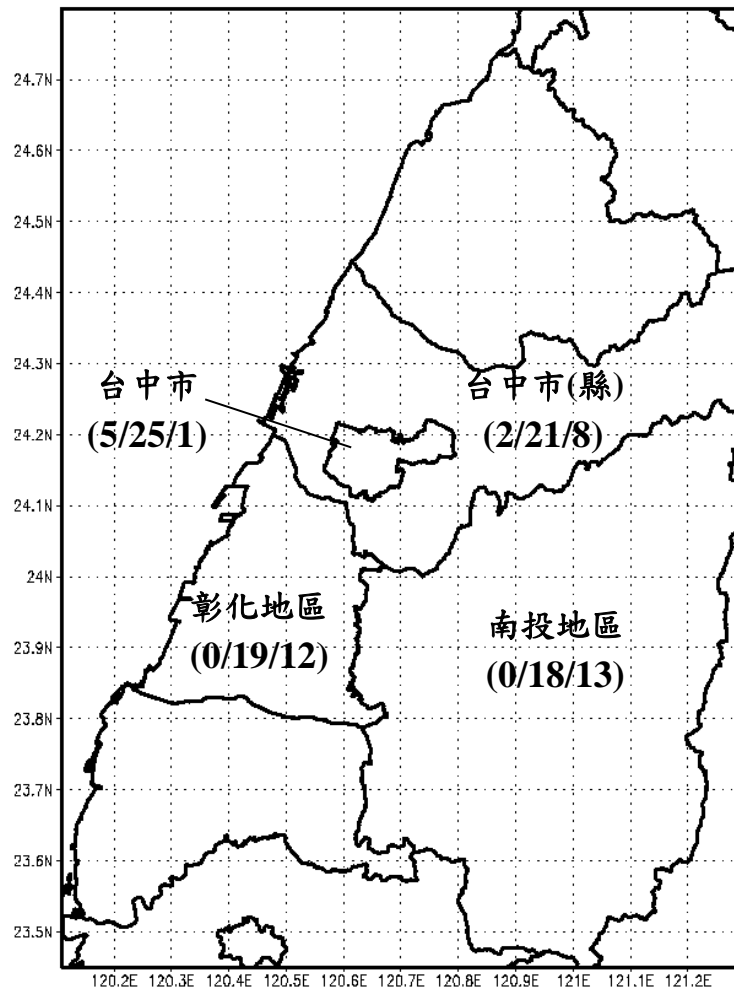 24.7N
24.6N
24.5N
24.4N
24.3N
台中市
台中市(縣)
(5/25/1)
(2/21/8)
24.2N
24.1N
24N
彰化地區
南投地區
23.9N
(0/19/12)
(0/18/13)
23.8N
23.7N
23.6N
23.5N
120.2E 120.3E 120.4E 120.5E 120.6E 120.7E 120.8E 120.9E 121E 121.1E 121.2E